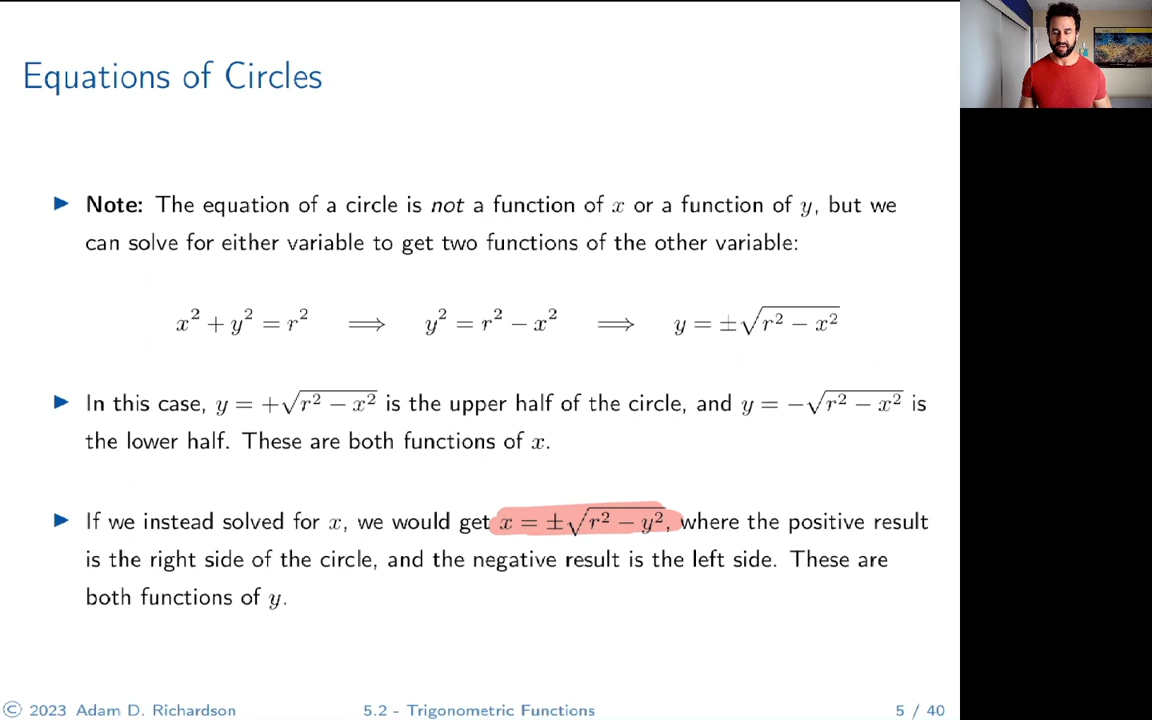 Equations of Circles
▶ Note: The equation of a circle is not a function of x or a function of y, but we
can solve for either variable to get two functions of the other variable:
x² + y² = r² ⟹ y² = r² − x² ⟹ y = ±√(r² − x²)
▶ In this case, y = +√(r² − x²) is the upper half of the circle, and y = −√(r² − x²) is
the lower half. These are both functions of x.
▶ If we instead solved for x, we would get x = ±√(r² − y²), where the positive result
is the right side of the circle, and the negative result is the left side. These are
both functions of y.
© 2023 Adam D. Richardson 5.2 - Trigonometric Functions 5 / 40